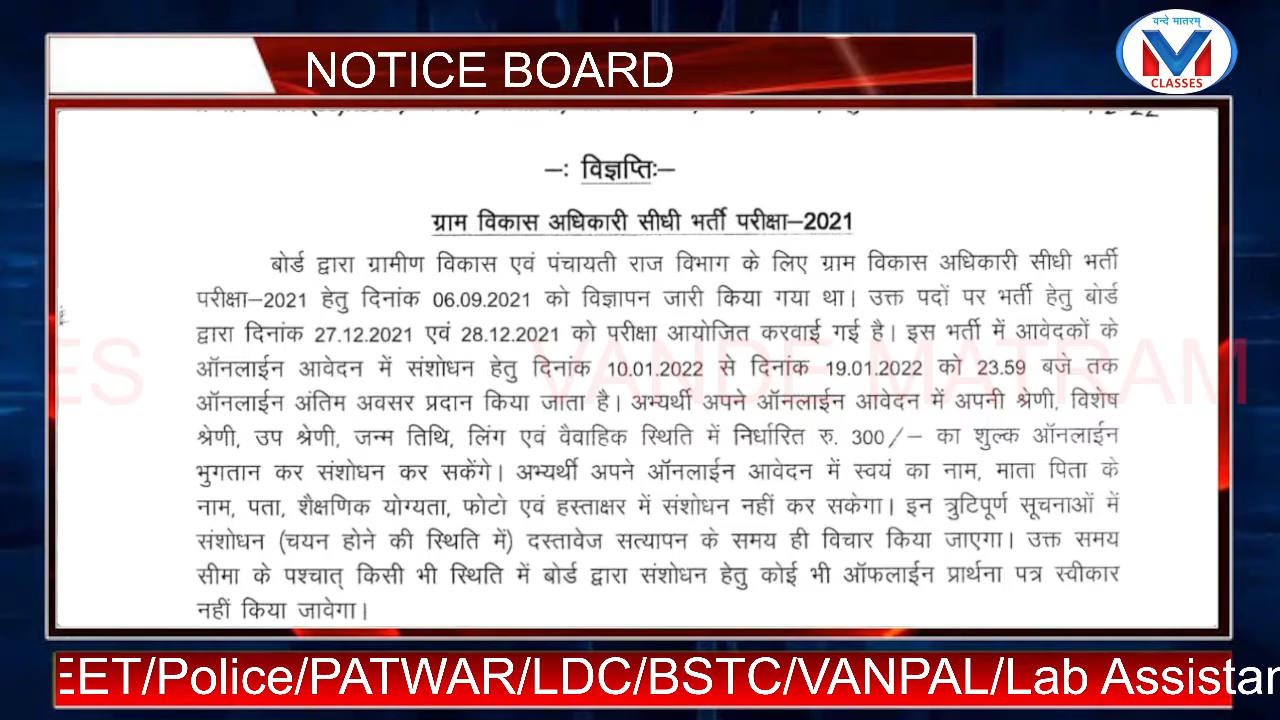 वन्दे मातरम्
VM
CLASSES
NOTICE BOARD
—ः विज्ञप्तिः—
ग्राम विकास अधिकारी सीधी भर्ती परीक्षा–2021
बोर्ड द्वारा ग्रामीण विकास एवं पंचायती राज विभाग के लिए ग्राम विकास अधिकारी सीधी भर्ती
परीक्षा–2021 हेतु दिनांक 06.09.2021 को विज्ञापन जारी किया गया था। उक्त पदों पर भर्ती हेतु बोर्ड
द्वारा दिनांक 27.12.2021 एवं 28.12.2021 को परीक्षा आयोजित करवाई गई है। इस भर्ती में आवेदकों के
ऑनलाईन आवेदन में संशोधन हेतु दिनांक 10.01.2022 से दिनांक 19.01.2022 को 23.59 बजे तक
ऑनलाईन अंतिम अवसर प्रदान किया जाता है। अभ्यर्थी अपने ऑनलाईन आवेदन में अपनी श्रेणी, विशेष
श्रेणी, उप श्रेणी, जन्म तिथि, लिंग एवं वैवाहिक स्थिति में निर्धारित रु. 300/– का शुल्क ऑनलाईन
भुगतान कर संशोधन कर सकेंगे। अभ्यर्थी अपने ऑनलाईन आवेदन में स्वयं का नाम, माता पिता के
नाम, पता, शैक्षणिक योग्यता, फोटो एवं हस्ताक्षर में संशोधन नहीं कर सकेगा। इन त्रुटिपूर्ण सूचनाओं में
संशोधन (चयन होने की स्थिति में) दस्तावेज सत्यापन के समय ही विचार किया जाएगा। उक्त समय
सीमा के पश्चात् किसी भी स्थिति में बोर्ड द्वारा संशोधन हेतु कोई भी ऑफलाईन प्रार्थना पत्र स्वीकार
नहीं किया जावेगा।
ES VANDE MATRAM
EET/Police/PATWAR/LDC/BSTC/VANPAL/Lab Assistan